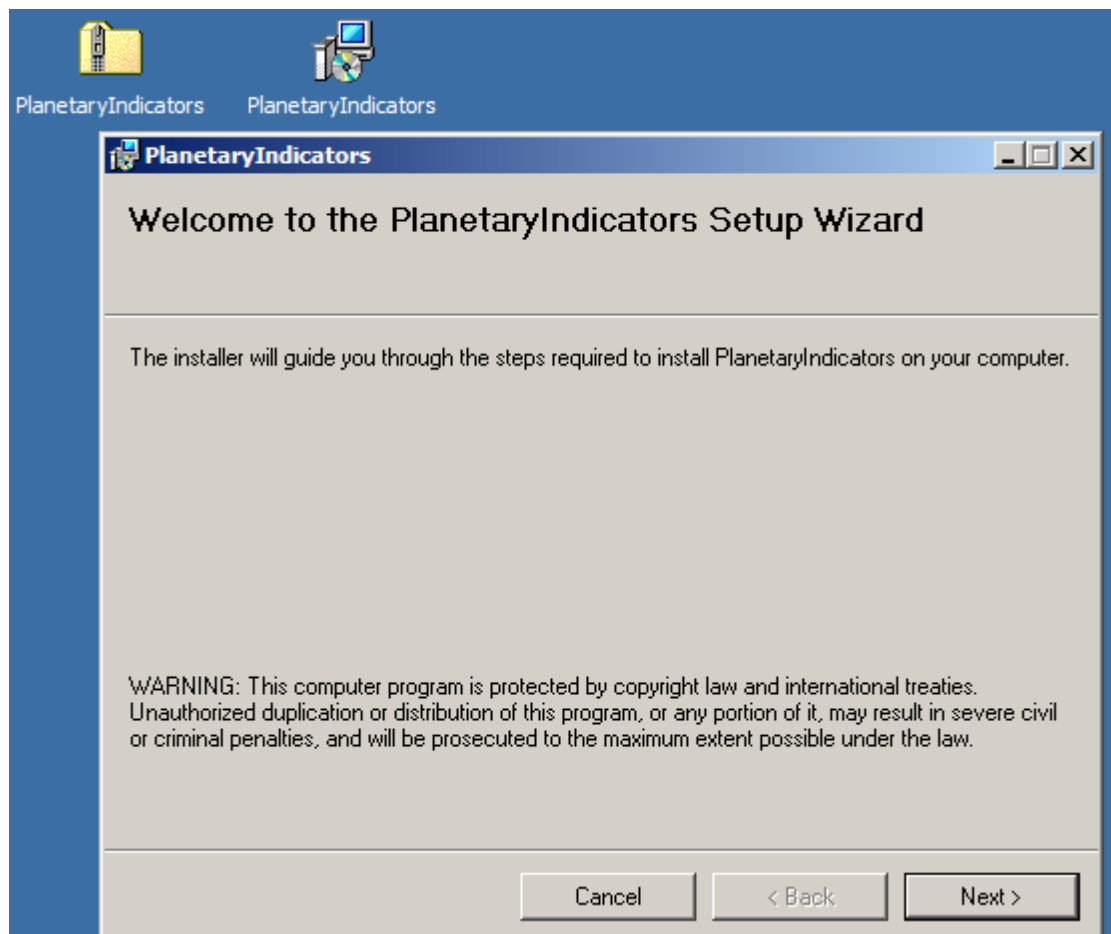 PlanetaryIndicators PlanetaryIndicators
PlanetaryIndicators
Welcome to the PlanetaryIndicators Setup Wizard
The installer will guide you through the steps required to install PlanetaryIndicators on your computer.
WARNING: This computer program is protected by copyright law and international treaties.
Unauthorized duplication or distribution of this program, or any portion of it, may result in severe civil
or criminal penalties, and will be prosecuted to the maximum extent possible under the law.
Cancel < Back Next >